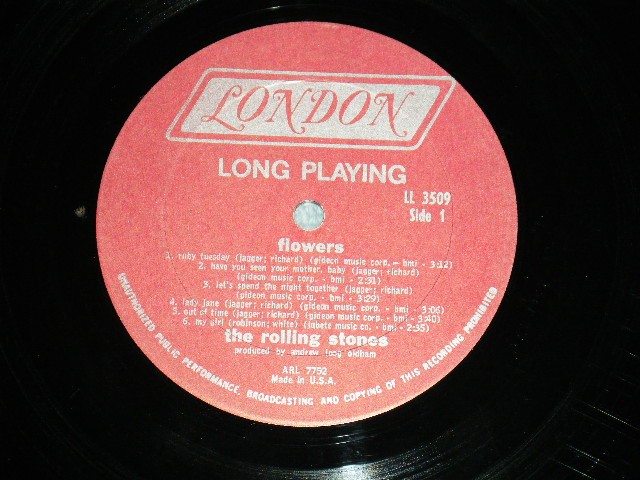 LONDON
LONG PLAYING
LL 3509
Side 1
flowers
1. ruby tuesday (jagger; richard) (gideon music corp. - bmi - 3:12)
2. have you seen your mother, baby (jagger; richard)
(gideon music corp. - bmi - 2:31)
3. let's spend the night together (jagger; richard)
(gideon music corp. - bmi - 3:29)
4. lady jane (jagger; richard) (gideon music corp. - bmi - 3:06)
5. out of time (jagger; richard) (gideon music corp. - bmi - 3:40)
6. my girl (robinson; white) (jobete music co. - bmi - 2:35)
the rolling stones
produced by andrew loog oldham
ARL 7752
Made in U.S.A.
UNAUTHORIZED PUBLIC PERFORMANCE, BROADCASTING AND COPYING OF THIS RECORDING PROHIBITED